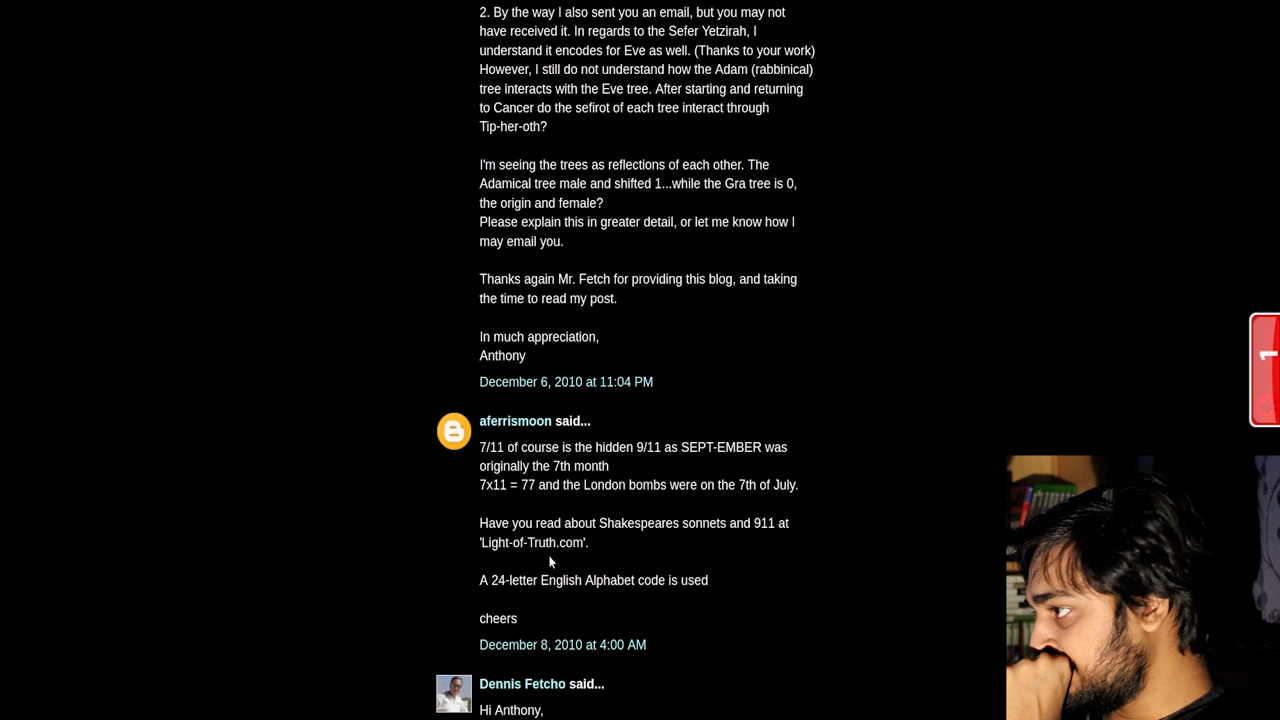 2. By the way I also sent you an email, but you may not
have received it. In regards to the Sefer Yetzirah, I
understand it encodes for Eve as well. (Thanks to your work)
However, I still do not understand how the Adam (rabbinical)
tree interacts with the Eve tree. After starting and returning
to Cancer do the sefirot of each tree interact through
Tip-her-oth?
I'm seeing the trees as reflections of each other. The
Adamical tree male and shifted 1...while the Gra tree is 0,
the origin and female?
Please explain this in greater detail, or let me know how I
may email you.
Thanks again Mr. Fetch for providing this blog, and taking
the time to read my post.
In much appreciation,
Anthony
December 6, 2010 at 11:04 PM
aferrismoon said...
7/11 of course is the hidden 9/11 as SEPT-EMBER was
originally the 7th month
7x11 = 77 and the London bombs were on the 7th of July.
Have you read about Shakespeares sonnets and 911 at
'Light-of-Truth.com'.
A 24-letter English Alphabet code is used
cheers
December 8, 2010 at 4:00 AM
Dennis Fetcho said...
Hi Anthony,
1